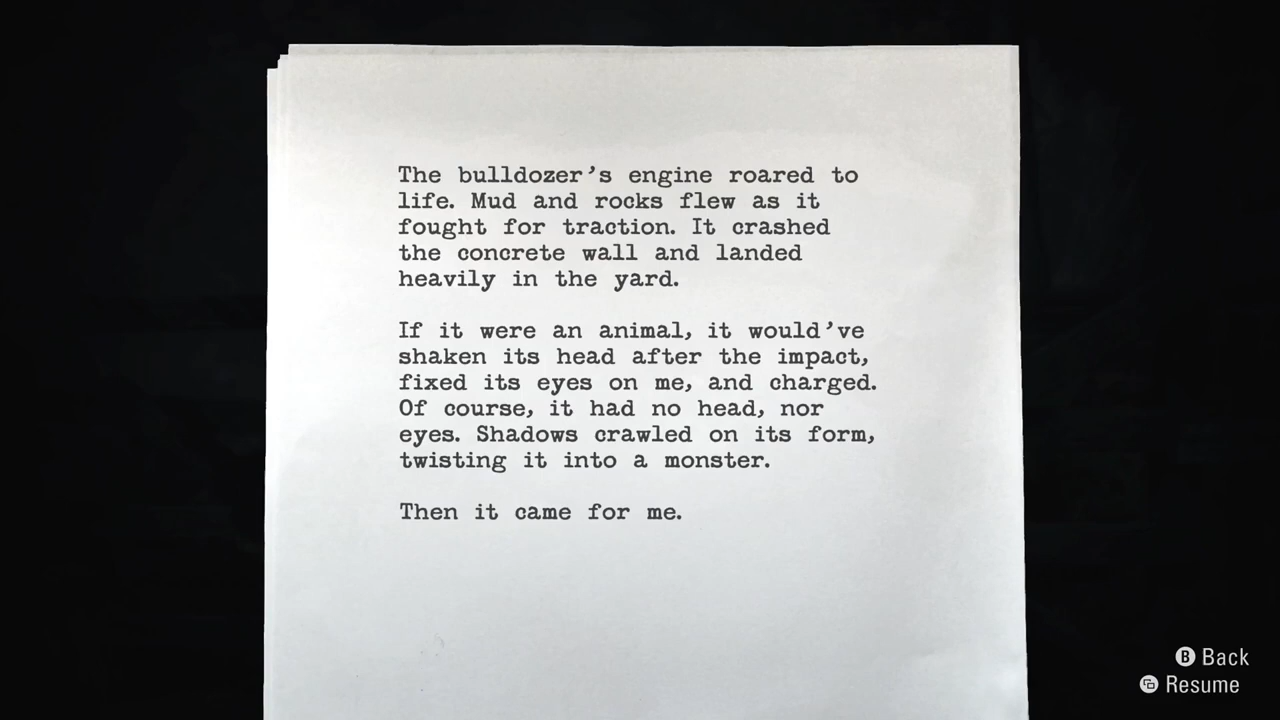 The bulldozer’s engine roared to
life. Mud and rocks flew as it
fought for traction. It crashed
the concrete wall and landed
heavily in the yard.
If it were an animal, it would’ve
shaken its head after the impact,
fixed its eyes on me, and charged.
Of course, it had no head, nor
eyes. Shadows crawled on its form,
twisting it into a monster.
Then it came for me.
B Back
Resume